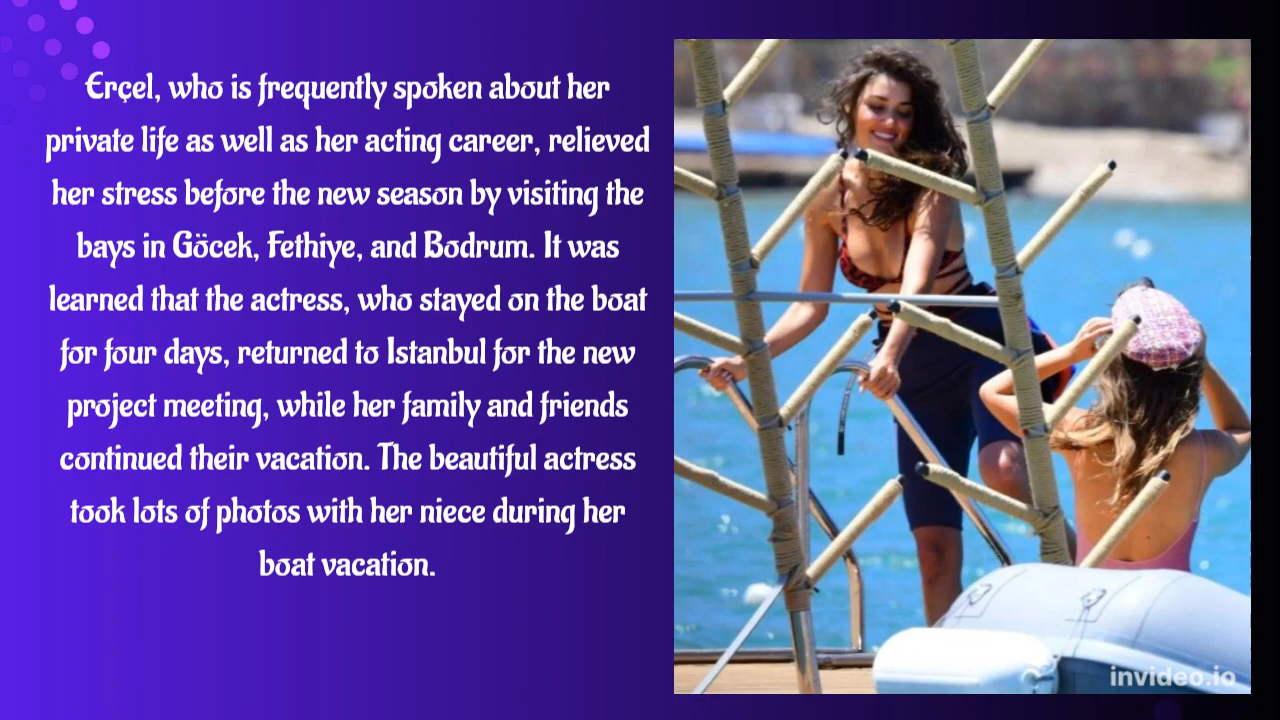 Erçel, who is frequently spoken about her
private life as well as her acting career, relieved
her stress before the new season by visiting the
bays in Göcek, Fethiye, and Bodrum. It was
learned that the actress, who stayed on the boat
for four days, returned to Istanbul for the new
project meeting, while her family and friends
continued their vacation. The beautiful actress
took lots of photos with her niece during her
boat vacation.
invideo.io